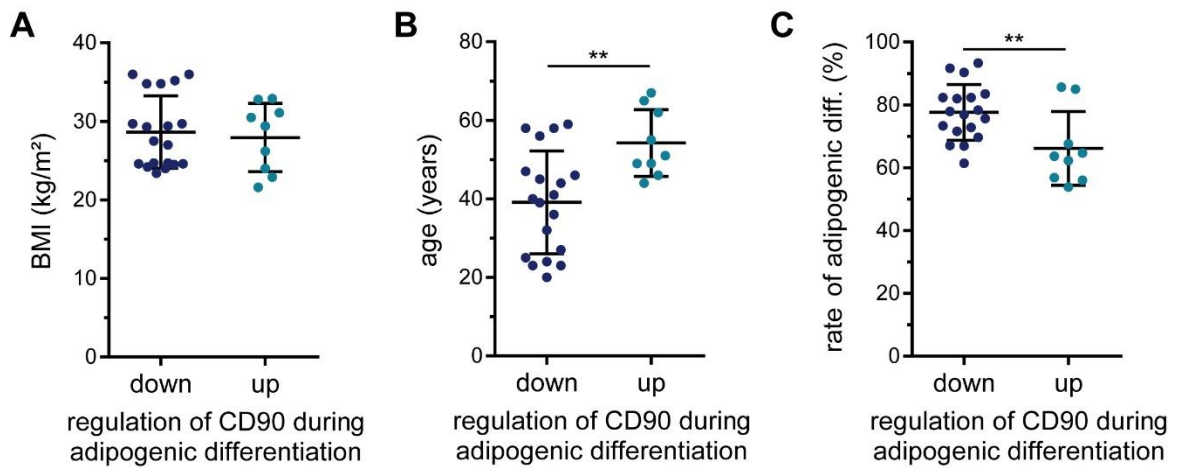 A
BMI (kg/m²)
40
30
20
10
0
down up
regulation of CD90 during
adipogenic differentiation
B
age (years)
80
60
40
20
0
**
down up
regulation of CD90 during
adipogenic differentiation
C
rate of adipogenic diff. (%)
100
80
60
40
20
0
**
down up
regulation of CD90 during
adipogenic differentiation